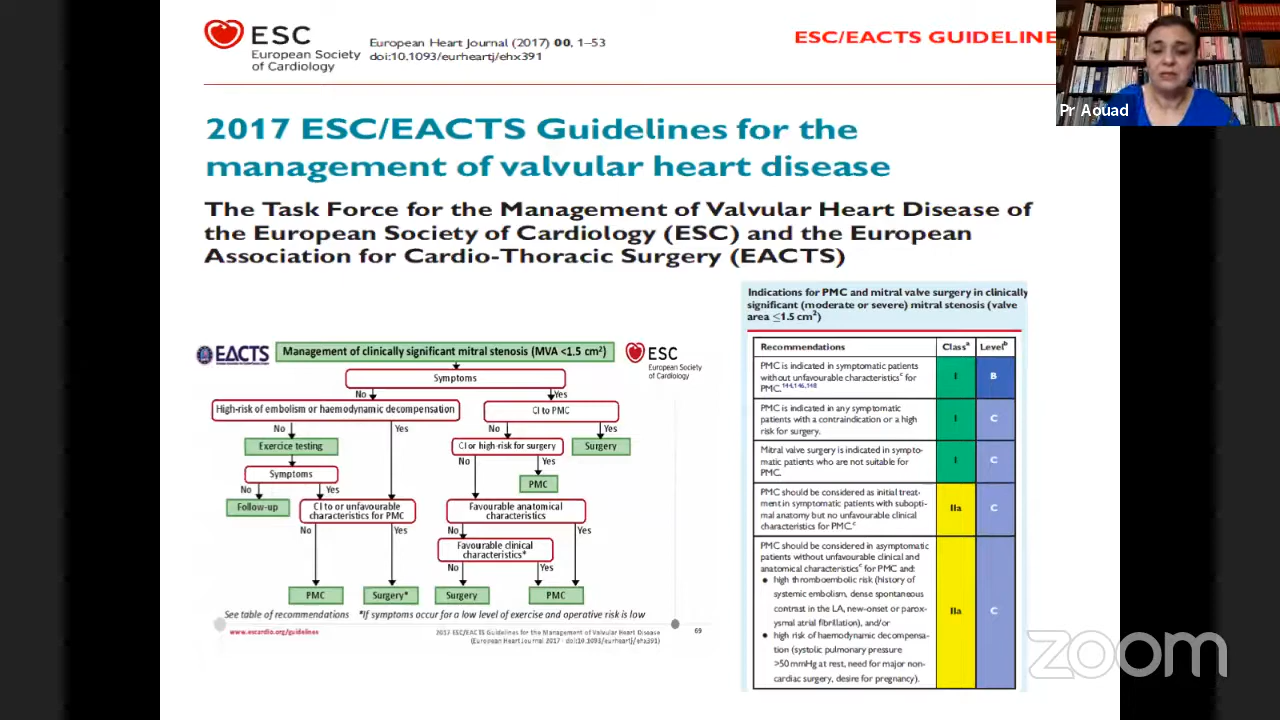 ESC
European Society
of Cardiology
European Heart Journal (2017) 00, 1–53
doi:10.1093/eurheartj/ehx391
ESC/EACTS GUIDELINE
Pr Aouad
2017 ESC/EACTS Guidelines for the
management of valvular heart disease
The Task Force for the Management of Valvular Heart Disease of
the European Society of Cardiology (ESC) and the European
Association for Cardio-Thoracic Surgery (EACTS)
EACTS
Management of clinically significant mitral stenosis (MVA <1.5 cm²)
ESC
European Society
of Cardiology
Symptoms
No
Yes
High-risk of embolism or haemodynamic decompensation
CI to PMC
No
Yes
No
Yes
Exercice testing
CI or high-risk for surgery
Surgery
Symptoms
No
Yes
No
Yes
PMC
Follow-up
CI to or unfavourable
characteristics for PMC
Favourable anatomical
characteristics
No
Yes
No
Yes
Favourable clinical
characteristics*
No
Yes
PMC
Surgery*
Surgery
PMC
See table of recommendations
*If symptoms occur for a low level of exercise and operative risk is low
www.escardio.org/guidelines
2017 ESC/EACTS Guidelines for the Management of Valvular Heart Disease
(European Heart Journal 2017 - doi:10.1093/eurheartj/ehx391)
69
Indications for PMC and mitral valve surgery in clinically
significant (moderate or severe) mitral stenosis (valve
area ≤1.5 cm²)
Recommendations
Classᵃ
Levelᵇ
PMC is indicated in symptomatic patients
without unfavourable characteristicsᶜ for
PMC.¹⁴⁴,¹⁴⁶,¹⁴⁸
I
B
PMC is indicated in any symptomatic
patients with a contraindication or a high
risk for surgery.
I
C
Mitral valve surgery is indicated in sympto-
matic patients who are not suitable for
PMC.
I
C
PMC should be considered as initial treat-
ment in symptomatic patients with subopti-
mal anatomy but no unfavourable clinical
characteristics for PMC.ᶜ
IIa
C
PMC should be considered in asymptomatic
patients without unfavourable clinical and
anatomical characteristicsᶜ for PMC and:
● high thromboembolic risk (history of
systemic embolism, dense spontaneous
contrast in the LA, new-onset or parox-
ysmal atrial fibrillation), and/or
● high risk of haemodynamic decompensa-
tion (systolic pulmonary pressure
>50 mmHg at rest, need for major non-
cardiac surgery, desire for pregnancy).
IIa
C
zoom